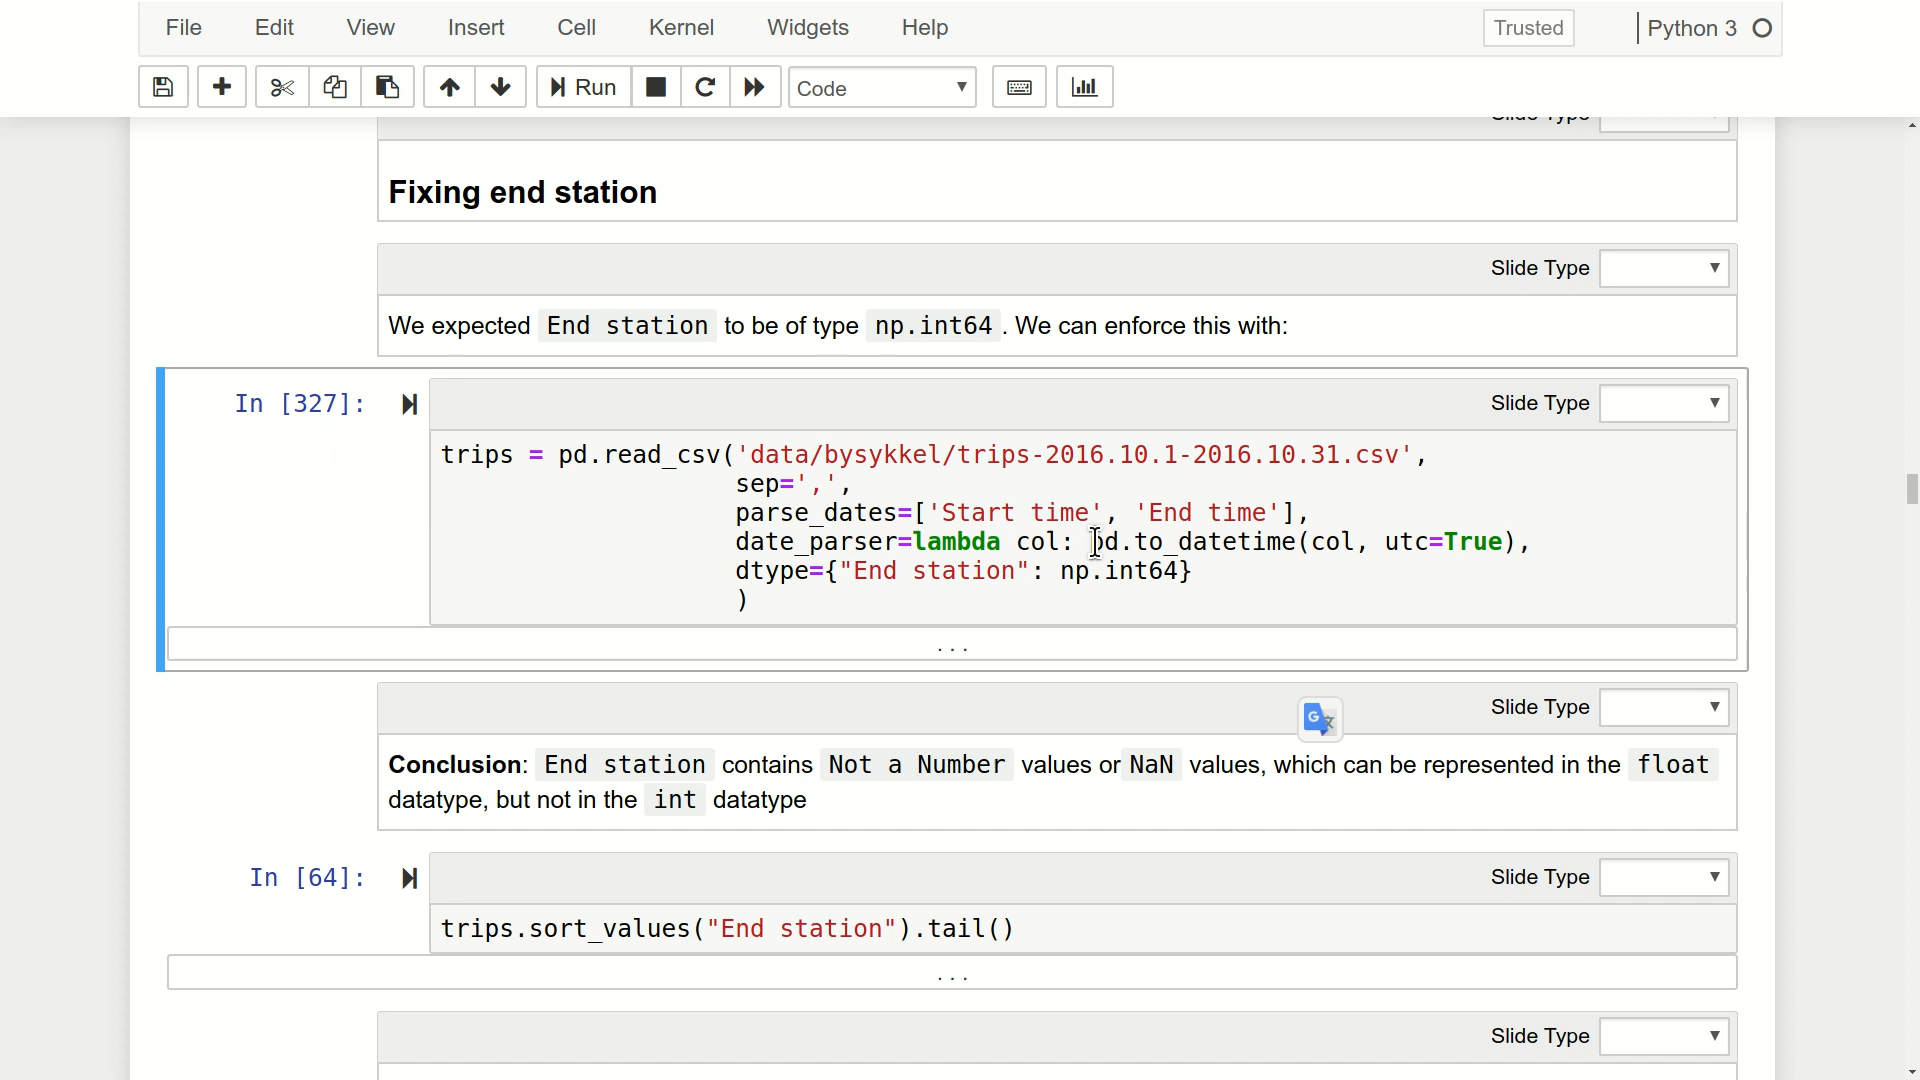 File Edit View Insert Cell Kernel Widgets Help Trusted Python 3
Run Code
Slide Type
Fixing end station
Slide Type
We expected End station to be of type np.int64. We can enforce this with:
In [327]: Slide Type
trips = pd.read_csv('data/bysykkel/trips-2016.10.1-2016.10.31.csv',
sep=',',
parse_dates=['Start time', 'End time'],
date_parser=lambda col: pd.to_datetime(col, utc=True),
dtype={"End station": np.int64}
)
...
Slide Type
Conclusion: End station contains Not a Number values or NaN values, which can be represented in the float
datatype, but not in the int datatype
In [64]: Slide Type
trips.sort_values("End station").tail()
...
Slide Type